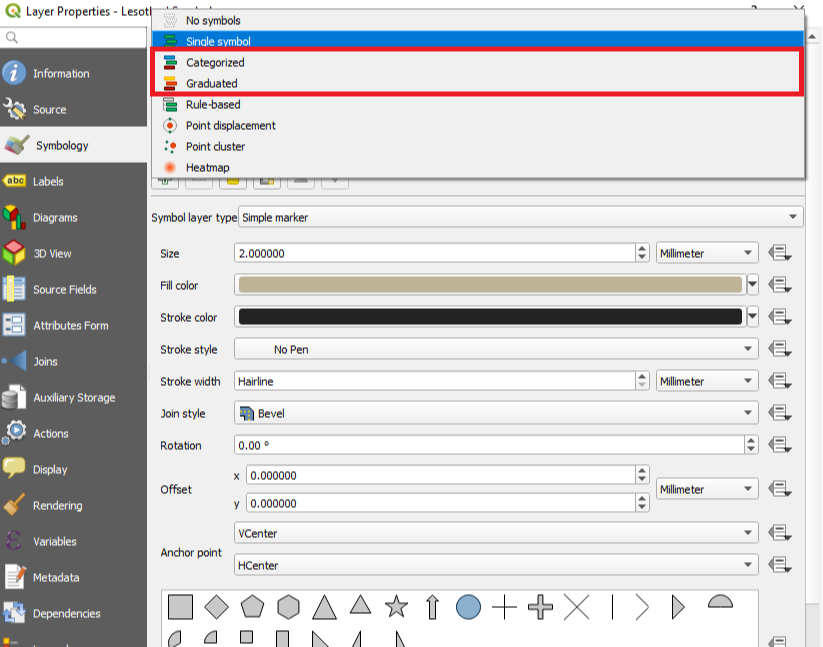 Layer Properties - Lesoth
No symbols
Single symbol
Categorized
Graduated
Rule-based
Point displacement
Point cluster
Heatmap
Information
Source
Symbology
abc Labels
Diagrams
3D View
Source Fields
Attributes Form
Joins
Auxiliary Storage
Actions
Display
Rendering
Variables
Metadata
Dependencies
Symbol layer type Simple marker
Size 2.000000 Millimeter
Fill color
Stroke color
Stroke style No Pen
Stroke width Hairline Millimeter
Join style Bevel
Rotation 0.00 °
Offset x 0.000000 Millimeter
y 0.000000
Anchor point VCenter
HCenter